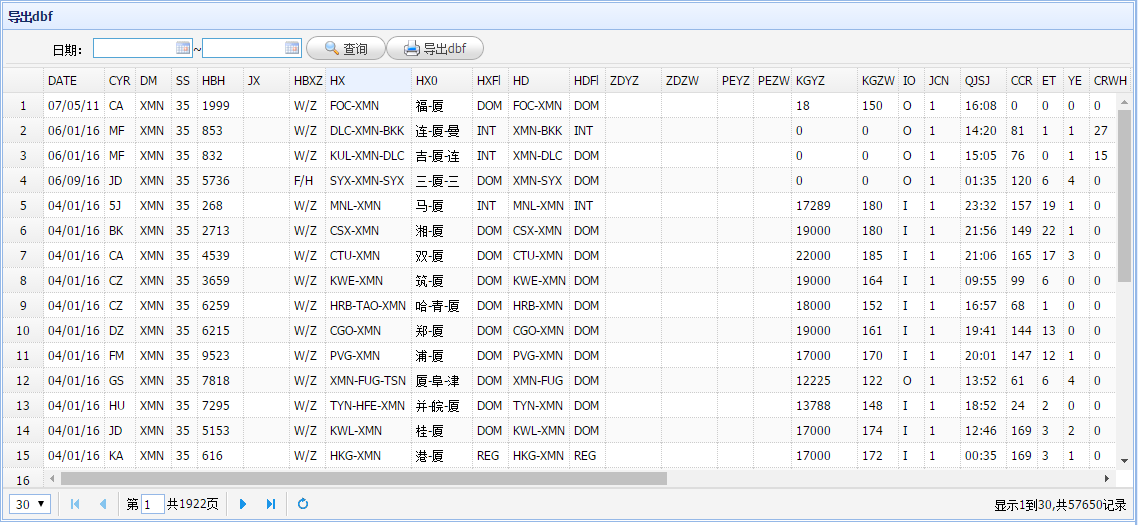 导出dbf
日期: ~ 查询 导出dbf
DATE CYR DM SS HBH JX HBXZ HX HX0 HXFl HD HDFl ZDYZ ZDZW PEYZ PEZW KGYZ KGZW IO JCN QJSJ CCR ET YE CRWH
1 07/05/11 CA XMN 35 1999 W/Z FOC-XMN 福-厦 DOM FOC-XMN DOM 18 150 O 1 16:08 0 0 0 0
2 06/01/16 MF XMN 35 853 W/Z DLC-XMN-BKK 连-厦-曼 INT XMN-BKK INT 0 0 O 1 14:20 81 1 1 27
3 06/01/16 MF XMN 35 832 W/Z KUL-XMN-DLC 吉-厦-连 INT XMN-DLC DOM 0 0 O 1 15:05 76 0 1 15
4 06/09/16 JD XMN 35 5736 F/H SYX-XMN-SYX 三-厦-三 DOM XMN-SYX DOM 0 0 O 1 01:35 120 6 4 0
5 04/01/16 5J XMN 35 268 W/Z MNL-XMN 马-厦 INT MNL-XMN INT 17289 180 I 1 23:32 157 19 1 0
6 04/01/16 BK XMN 35 2713 W/Z CSX-XMN 湘-厦 DOM CSX-XMN DOM 19000 180 I 1 21:56 149 22 1 0
7 04/01/16 CA XMN 35 4539 W/Z CTU-XMN 双-厦 DOM CTU-XMN DOM 22000 185 I 1 21:06 165 17 3 0
8 04/01/16 CZ XMN 35 3659 W/Z KWE-XMN 筑-厦 DOM KWE-XMN DOM 19000 164 I 1 09:55 99 6 0 0
9 04/01/16 CZ XMN 35 6259 W/Z HRB-TAO-XMN 哈-青-厦 DOM HRB-XMN DOM 18000 152 I 1 16:57 68 1 0 0
10 04/01/16 DZ XMN 35 6215 W/Z CGO-XMN 郑-厦 DOM CGO-XMN DOM 19000 161 I 1 19:41 144 13 0 0
11 04/01/16 FM XMN 35 9523 W/Z PVG-XMN 浦-厦 DOM PVG-XMN DOM 17000 170 I 1 20:01 147 12 1 0
12 04/01/16 GS XMN 35 7818 W/Z XMN-FUG-TSN 厦-阜-津 DOM XMN-FUG DOM 12225 122 O 1 13:52 61 6 4 0
13 04/01/16 HU XMN 35 7295 W/Z TYN-HFE-XMN 并-皖-厦 DOM TYN-XMN DOM 13788 148 I 1 18:52 24 2 0 0
14 04/01/16 JD XMN 35 5153 W/Z KWL-XMN 桂-厦 DOM KWL-XMN DOM 17000 174 I 1 12:46 169 3 2 0
15 04/01/16 KA XMN 35 616 W/Z HKG-XMN 港-厦 REG HKG-XMN REG 17000 172 I 1 00:35 169 3 1 0
16
30 第 1 共1922页 显示1到30,共57650记录